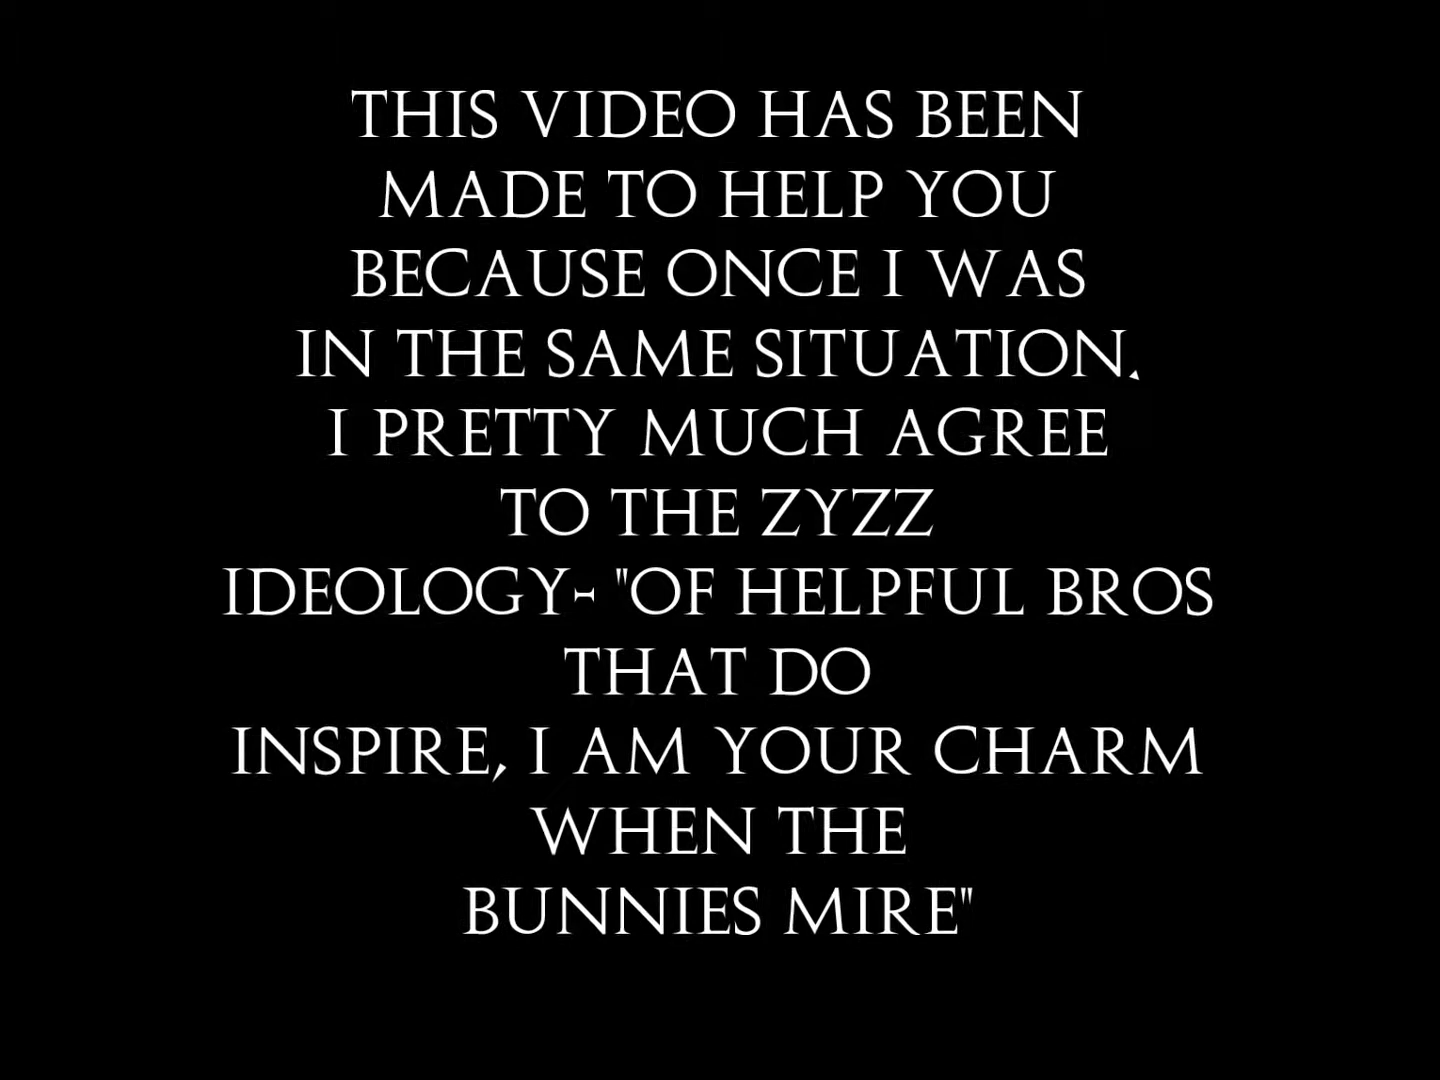 THIS VIDEO HAS BEEN
MADE TO HELP YOU
BECAUSE ONCE I WAS
IN THE SAME SITUATION.
I PRETTY MUCH AGREE
TO THE ZYZZ
IDEOLOGY- "OF HELPFUL BROS
THAT DO
INSPIRE, I AM YOUR CHARM
WHEN THE
BUNNIES MIRE"